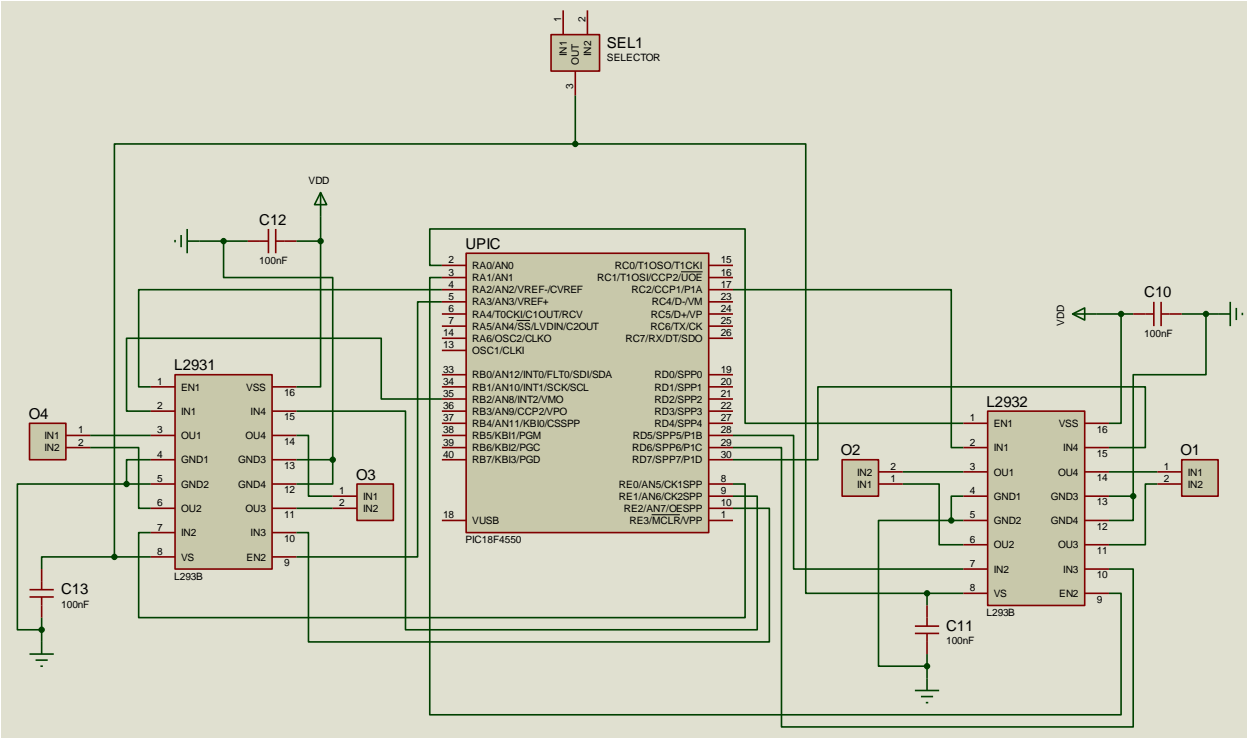 1 2
IN1 OUT IN2
SEL1
SELECTOR
3
VDD
C12
100nF
UPIC
2 RA0/AN0 RC0/T1OSO/T1CKI 15
3 RA1/AN1 RC1/T1OSI/CCP2/UOE 16
4 RA2/AN2/VREF-/CVREF RC2/CCP1/P1A 17
5 RA3/AN3/VREF+ RC4/D-/VM 23
6 RA4/T0CKI/C1OUT/RCV RC5/D+/VP 24
7 RA5/AN4/SS/LVDIN/C2OUT RC6/TX/CK 25
14 RA6/OSC2/CLKO RC7/RX/DT/SDO 26
13 OSC1/CLKI
33 RB0/AN12/INT0/FLT0/SDI/SDA RD0/SPP0 19
34 RB1/AN10/INT1/SCK/SCL RD1/SPP1 20
35 RB2/AN8/INT2/VMO RD2/SPP2 21
36 RB3/AN9/CCP2/VPO RD3/SPP3 22
37 RB4/AN11/KBI0/CSSPP RD4/SPP4 27
38 RB5/KBI1/PGM RD5/SPP5/P1B 28
39 RB6/KBI2/PGC RD6/SPP6/P1C 29
40 RB7/KBI3/PGD RD7/SPP7/P1D 30
RE0/AN5/CK1SPP 8
RE1/AN6/CK2SPP 9
RE2/AN7/OESPP 10
18 VUSB RE3/MCLR/VPP 1
PIC18F4550
L2931
1 EN1 VSS 16
2 IN1 IN4 15
3 OU1 OU4 14
4 GND1 GND3 13
5 GND2 GND4 12
6 OU2 OU3 11
7 IN2 IN3 10
8 VS EN2 9
L293B
O4
IN1 1
IN2 2
O3
1 IN1
2 IN2
C13
100nF
VDD
C10
100nF
L2932
1 EN1 VSS 16
2 IN1 IN4 15
3 OU1 OU4 14
4 GND1 GND3 13
5 GND2 GND4 12
6 OU2 OU3 11
7 IN2 IN3 10
8 VS EN2 9
L293B
O2
IN2 2
IN1 1
O1
1 IN1
2 IN2
C11
100nF